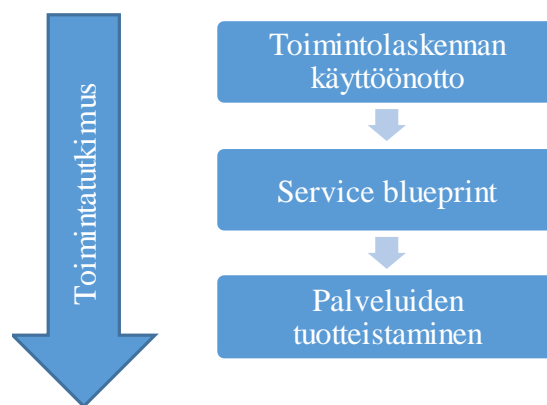 Toimintatutkimus
Toimintolaskennan
käyttöönotto
Service blueprint
Palveluiden
tuotteistaminen